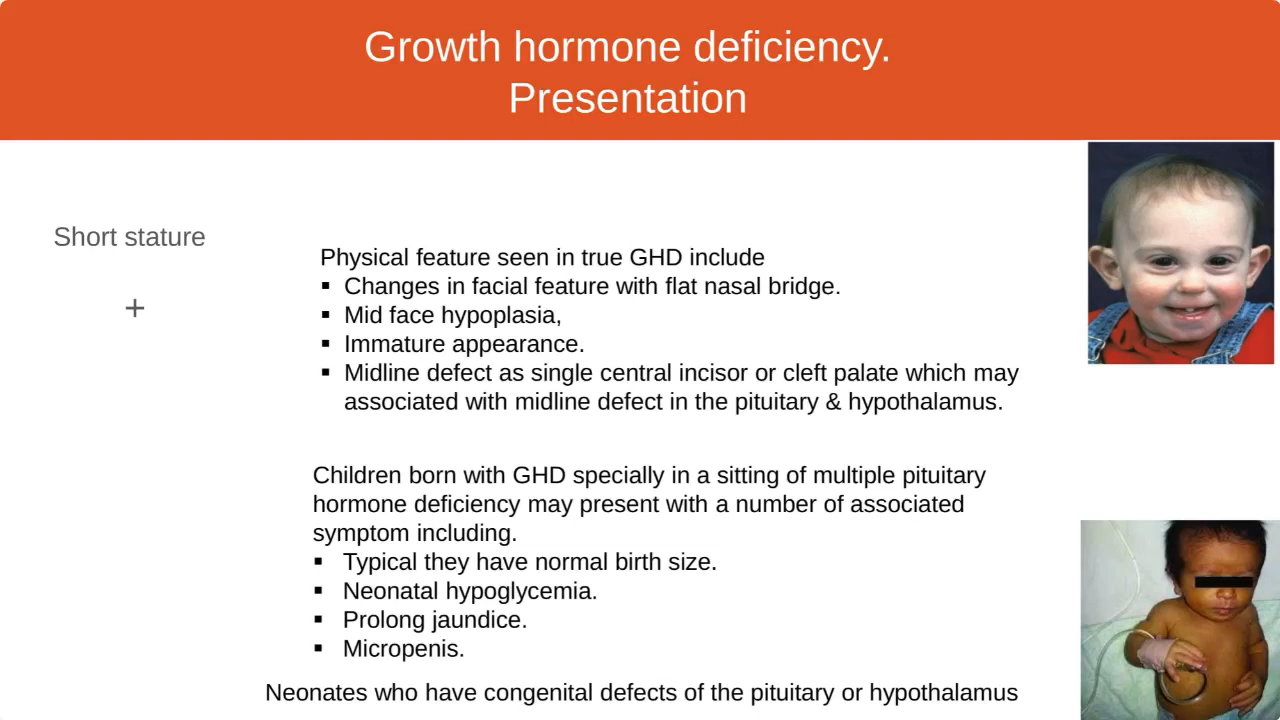 Growth hormone deficiency.
Presentation
Short stature
+
Physical feature seen in true GHD include
▪ Changes in facial feature with flat nasal bridge.
▪ Mid face hypoplasia,
▪ Immature appearance.
▪ Midline defect as single central incisor or cleft palate which may
associated with midline defect in the pituitary & hypothalamus.
Children born with GHD specially in a sitting of multiple pituitary
hormone deficiency may present with a number of associated
symptom including.
▪ Typical they have normal birth size.
▪ Neonatal hypoglycemia.
▪ Prolong jaundice.
▪ Micropenis.
Neonates who have congenital defects of the pituitary or hypothalamus